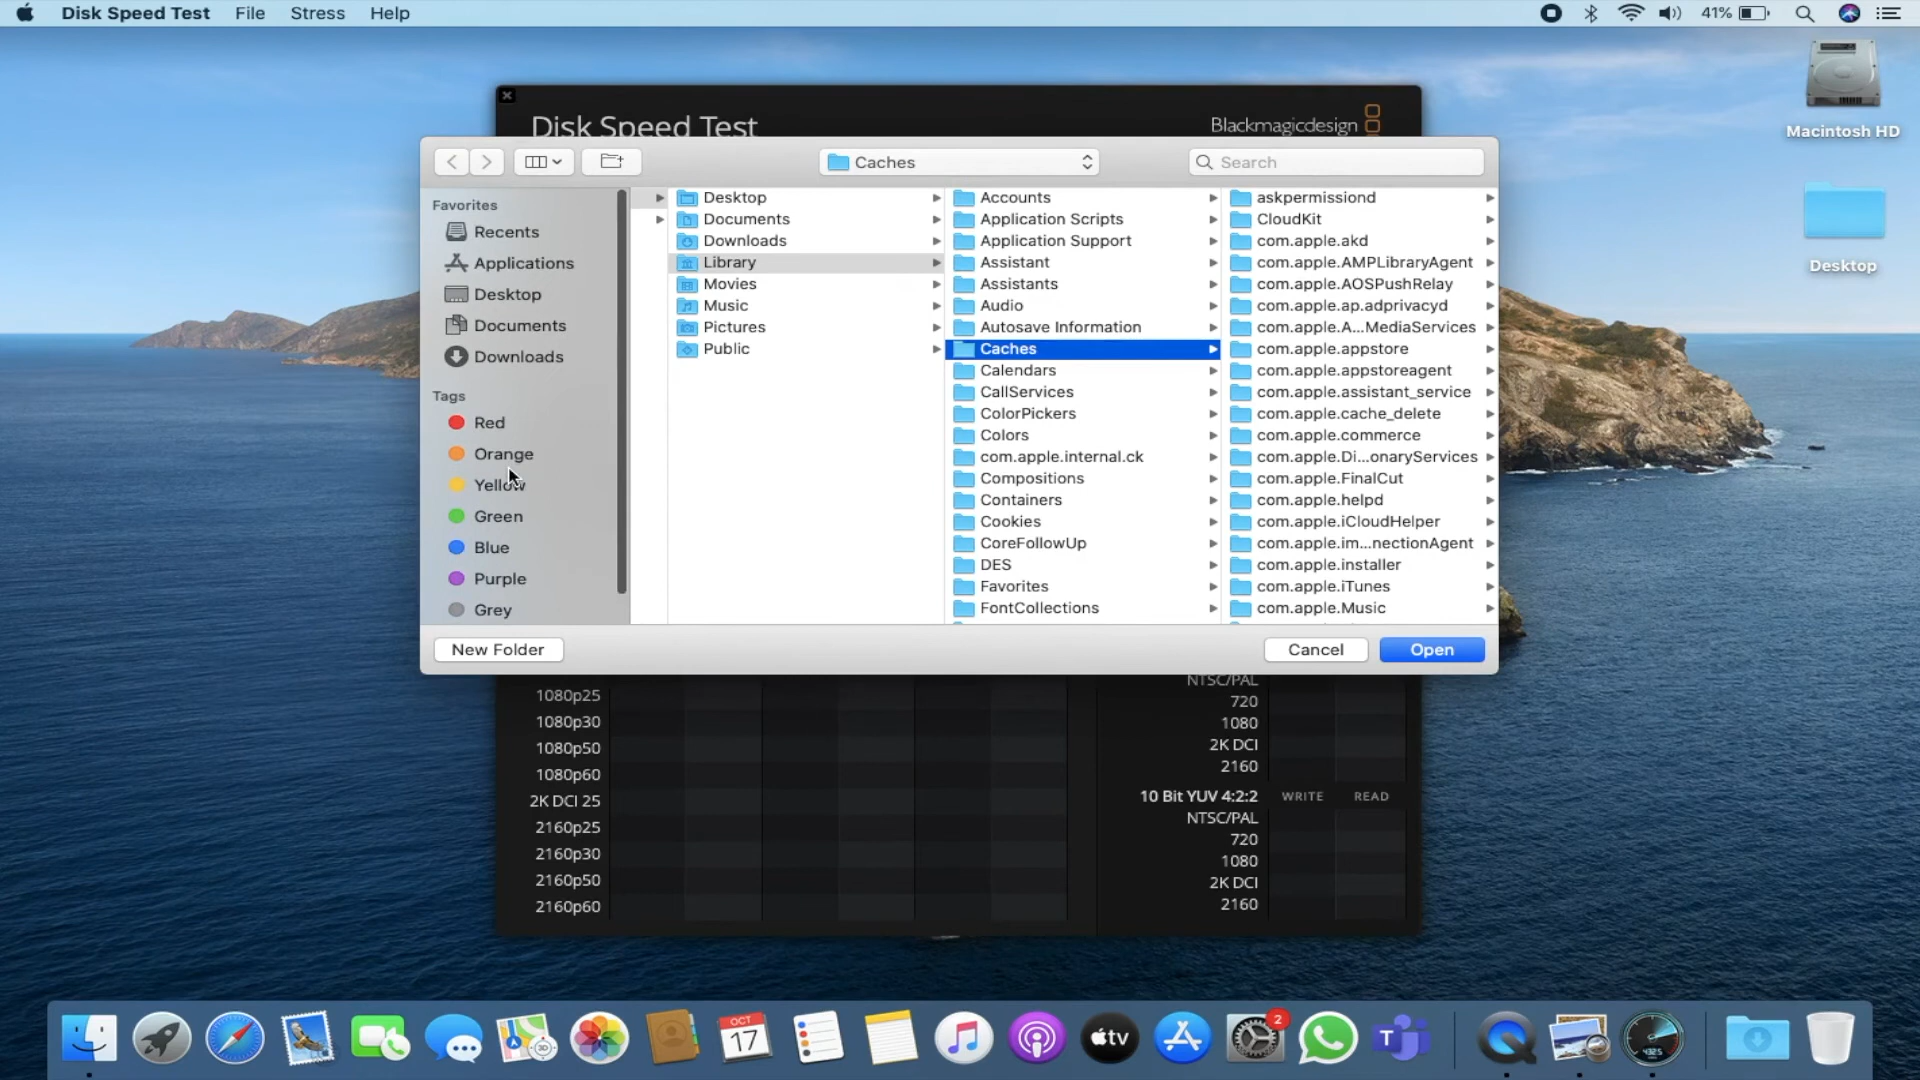 Disk Speed Test File Stress Help
41%
Macintosh HD
Desktop
Disk Speed Test
Blackmagicdesign
Caches
Search
Favorites
Recents
Applications
Desktop
Documents
Downloads
Tags
Red
Orange
Yellow
Green
Blue
Purple
Grey
Desktop
Documents
Downloads
Library
Movies
Music
Pictures
Public
Accounts
Application Scripts
Application Support
Assistant
Assistants
Audio
Autosave Information
Caches
Calendars
CallServices
ColorPickers
Colors
com.apple.internal.ck
Compositions
Containers
Cookies
CoreFollowUp
DES
Favorites
FontCollections
askpermissiond
CloudKit
com.apple.akd
com.apple.AMPLibraryAgent
com.apple.AOSPushRelay
com.apple.ap.adprivacyd
com.apple.A...MediaServices
com.apple.appstore
com.apple.appstoreagent
com.apple.assistant_service
com.apple.cache_delete
com.apple.commerce
com.apple.Di...onaryServices
com.apple.FinalCut
com.apple.helpd
com.apple.iCloudHelper
com.apple.im...nectionAgent
com.apple.installer
com.apple.iTunes
com.apple.Music
New Folder
Cancel
Open
1080p25
1080p30
1080p50
1080p60
2K DCI 25
2160p25
2160p30
2160p50
2160p60
NTSC/PAL
720
1080
2K DCI
2160
10 Bit YUV 4:2:2 WRITE READ
NTSC/PAL
720
1080
2K DCI
2160
3D
OCT
17
tv
2
T
432.5